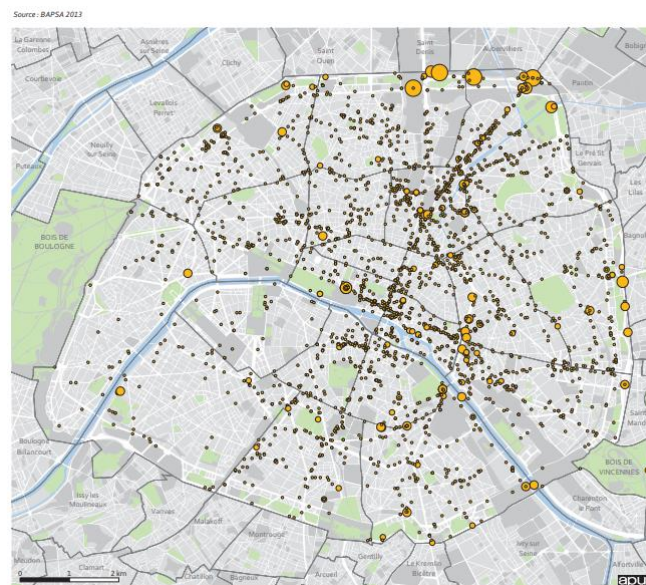 Source : BAPSA 2013
La Garenne
Colombes
Asnières
sur Seine
Clichy
Saint
Ouen
Saint
Denis
Aubervilliers
Bobigny
Courbevoie
Levallois
Perret
Pantin
Neuilly
sur Seine
Puteaux
Le Pré St
Gervais
Les
Lilas
BOIS DE
BOULOGNE
Saint
Mandé
Boulogne
Billancourt
BOIS DE
VINCENNES
Issy les
Moulineaux
Vanves
Malakoff
Montrouge
Gentilly
Le Kremlin
Bicêtre
Ivry sur
Seine
Charenton
le Pont
Meudon
Clamart
Chatillon
Bagneux
Arcueil
Alfortville
0 1 2 km
apur